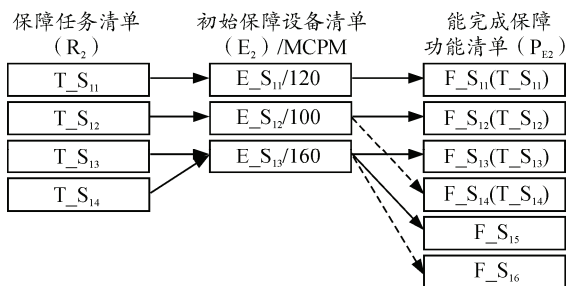 保障任务清单
（R₂）
初始保障设备清单
（E₂）/MCPM
能完成保障
功能清单（P_E2）
T_S₁₁
E_S₁₁/120
F_S₁₁(T_S₁₁)
T_S₁₂
E_S₁₂/100
F_S₁₂(T_S₁₂)
T_S₁₃
E_S₁₃/160
F_S₁₃(T_S₁₃)
T_S₁₄
F_S₁₄(T_S₁₄)
F_S₁₅
F_S₁₆